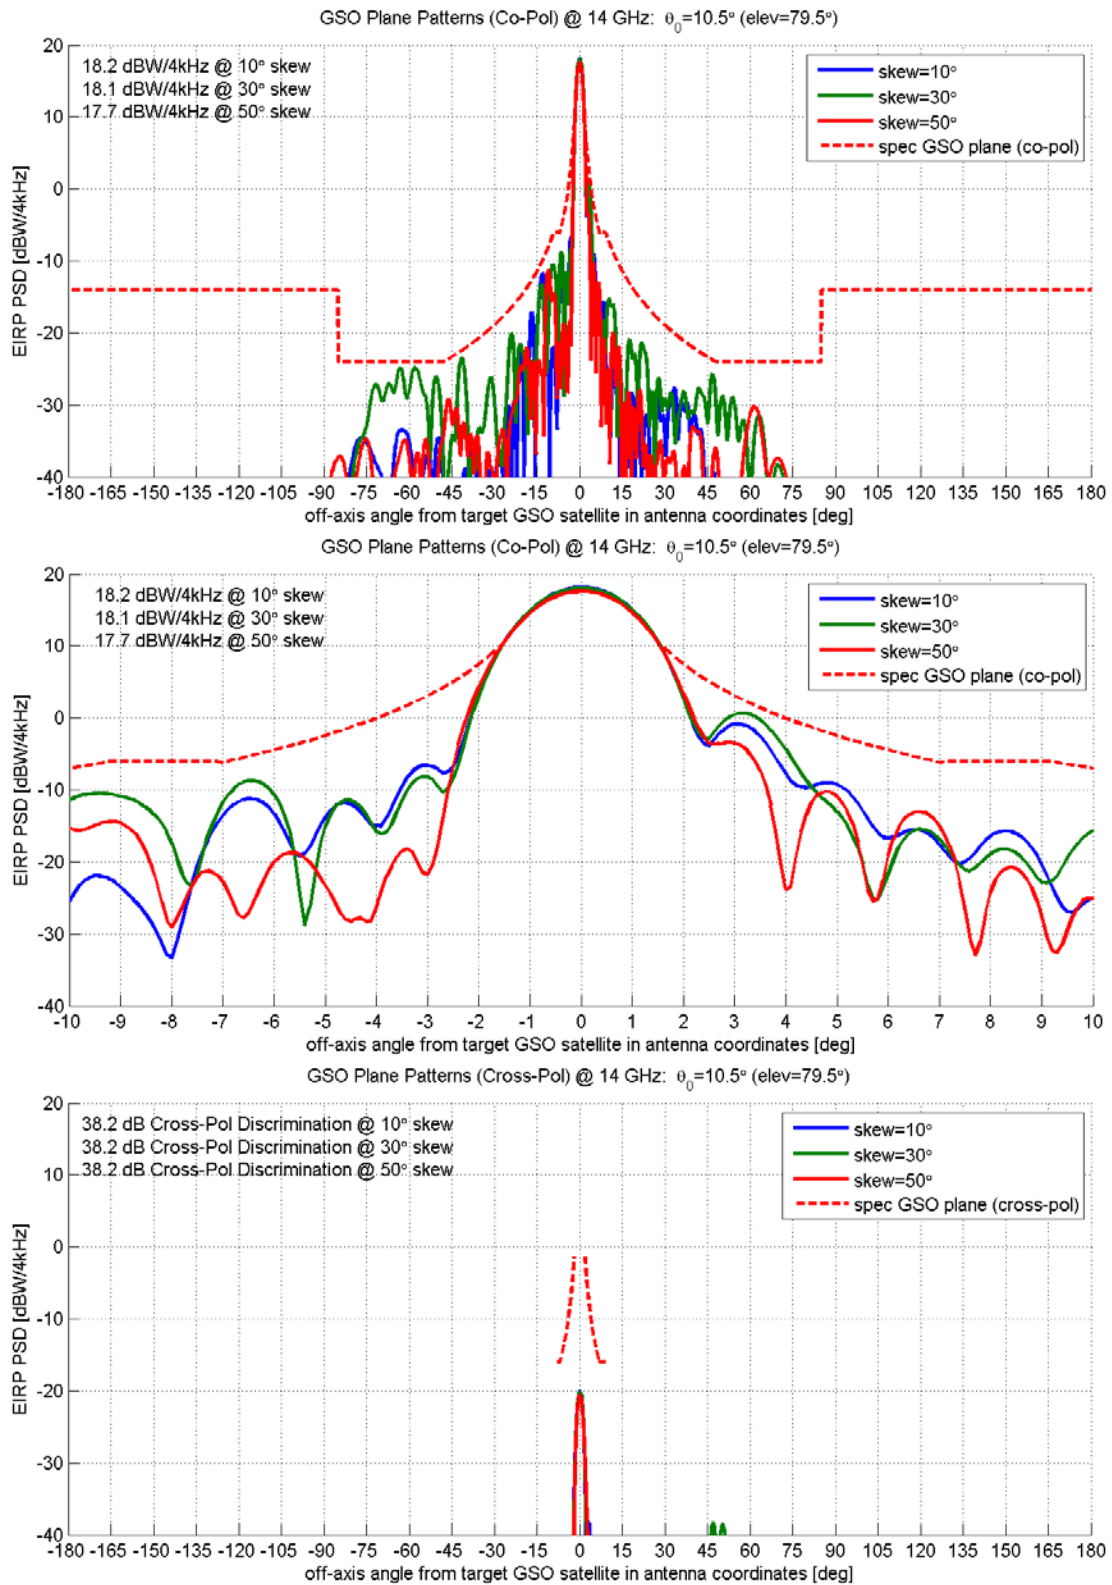 GSO Plane Patterns (Co-Pol) @ 14 GHz: θ0=10.5° (elev=79.5°)
18.2 dBW/4kHz @ 10° skew
18.1 dBW/4kHz @ 30° skew
17.7 dBW/4kHz @ 50° skew
skew=10°
skew=30°
skew=50°
spec GSO plane (co-pol)
EIRP PSD [dBW/4kHz]
20
10
0
-10
-20
-30
-40
-180 -165 -150 -135 -120 -105 -90 -75 -60 -45 -30 -15 0 15 30 45 60 75 90 105 120 135 150 165 180
off-axis angle from target GSO satellite in antenna coordinates [deg]
GSO Plane Patterns (Co-Pol) @ 14 GHz: θ0=10.5° (elev=79.5°)
18.2 dBW/4kHz @ 10° skew
18.1 dBW/4kHz @ 30° skew
17.7 dBW/4kHz @ 50° skew
skew=10°
skew=30°
skew=50°
spec GSO plane (co-pol)
EIRP PSD [dBW/4kHz]
20
10
0
-10
-20
-30
-40
-10 -9 -8 -7 -6 -5 -4 -3 -2 -1 0 1 2 3 4 5 6 7 8 9 10
off-axis angle from target GSO satellite in antenna coordinates [deg]
GSO Plane Patterns (Cross-Pol) @ 14 GHz: θ0=10.5° (elev=79.5°)
38.2 dB Cross-Pol Discrimination @ 10° skew
38.2 dB Cross-Pol Discrimination @ 30° skew
38.2 dB Cross-Pol Discrimination @ 50° skew
skew=10°
skew=30°
skew=50°
spec GSO plane (cross-pol)
EIRP PSD [dBW/4kHz]
20
10
0
-10
-20
-30
-40
-180 -165 -150 -135 -120 -105 -90 -75 -60 -45 -30 -15 0 15 30 45 60 75 90 105 120 135 150 165 180
off-axis angle from target GSO satellite in antenna coordinates [deg]